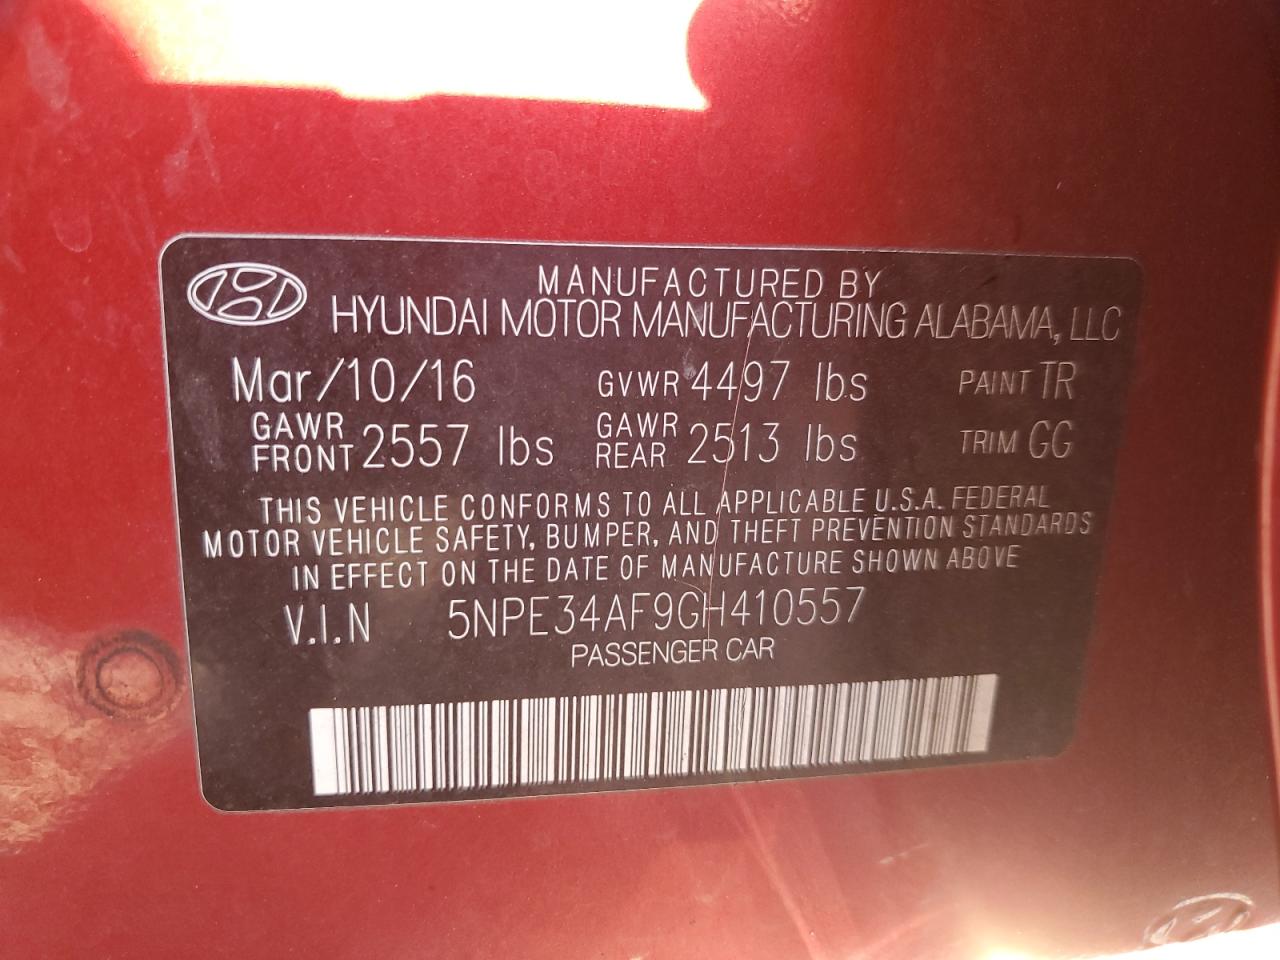 MANUFACTURED BY
HYUNDAI MOTOR MANUFACTURING ALABAMA, LLC
Mar/10/16 GVWR 4497 lbs PAINT TR
GAWR FRONT 2557 lbs GAWR REAR 2513 lbs TRIM GG
THIS VEHICLE CONFORMS TO ALL APPLICABLE U.S.A. FEDERAL
MOTOR VEHICLE SAFETY, BUMPER, AND THEFT PREVENTION STANDARDS
IN EFFECT ON THE DATE OF MANUFACTURE SHOWN ABOVE
V.I.N 5NPE34AF9GH410557
PASSENGER CAR